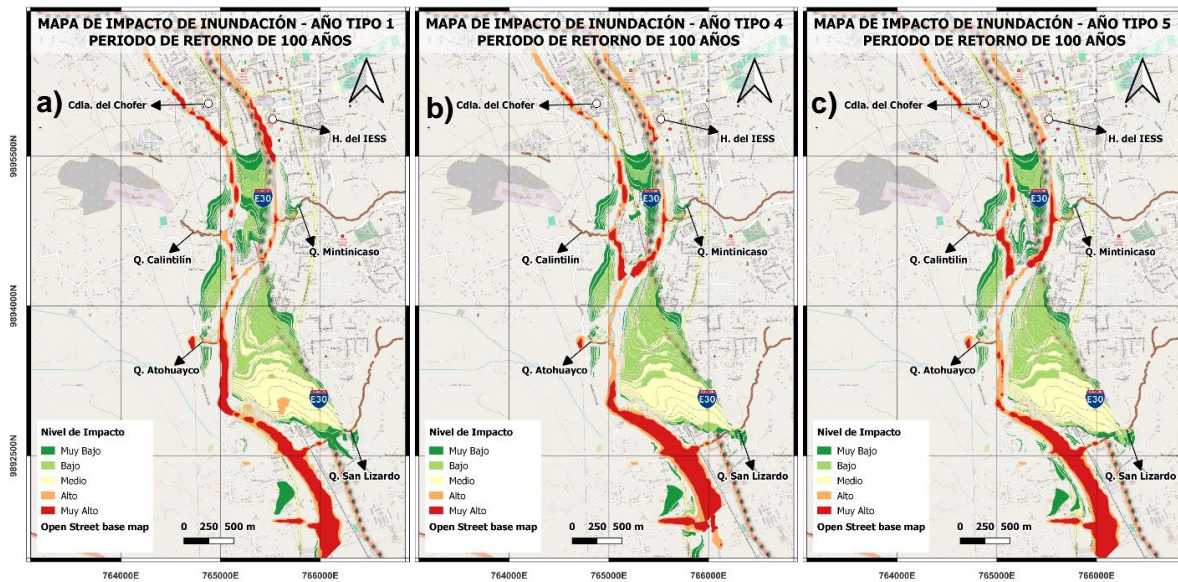 MAPA DE IMPACTO DE INUNDACIÓN - AÑO TIPO 1
PERIODO DE RETORNO DE 100 AÑOS
a)
Cdla. del Chofer
H. del IESS
E30
Q. Calintilín
Q. Mintinicaso
Q. Atohuayco
E30
Q. San Lizardo
Nivel de Impacto
Muy Bajo
Bajo
Medio
Alto
Muy Alto
Open Street base map
0 250 500 m
9895500N
9894000N
9892500N
764000E 765000E 766000E
MAPA DE IMPACTO DE INUNDACIÓN - AÑO TIPO 4
PERIODO DE RETORNO DE 100 AÑOS
b)
Cdla. del Chofer
H. del IESS
E30
Q. Calintilín
Q. Mintinicaso
Q. Atohuayco
E30
Q. San Lizardo
Nivel de Impacto
Muy Bajo
Bajo
Medio
Alto
Muy Alto
Open Street base map
0 250 500 m
764000E 765000E 766000E
MAPA DE IMPACTO DE INUNDACIÓN - AÑO TIPO 5
PERIODO DE RETORNO DE 100 AÑOS
c)
Cdla. del Chofer
H. del IESS
E30
Q. Calintilín
Q. Mintinicaso
Q. Atohuayco
E30
Q. San Lizardo
Nivel de Impacto
Muy Bajo
Bajo
Medio
Alto
Muy Alto
Open Street base map
0 250 500 m
764000E 765000E 766000E